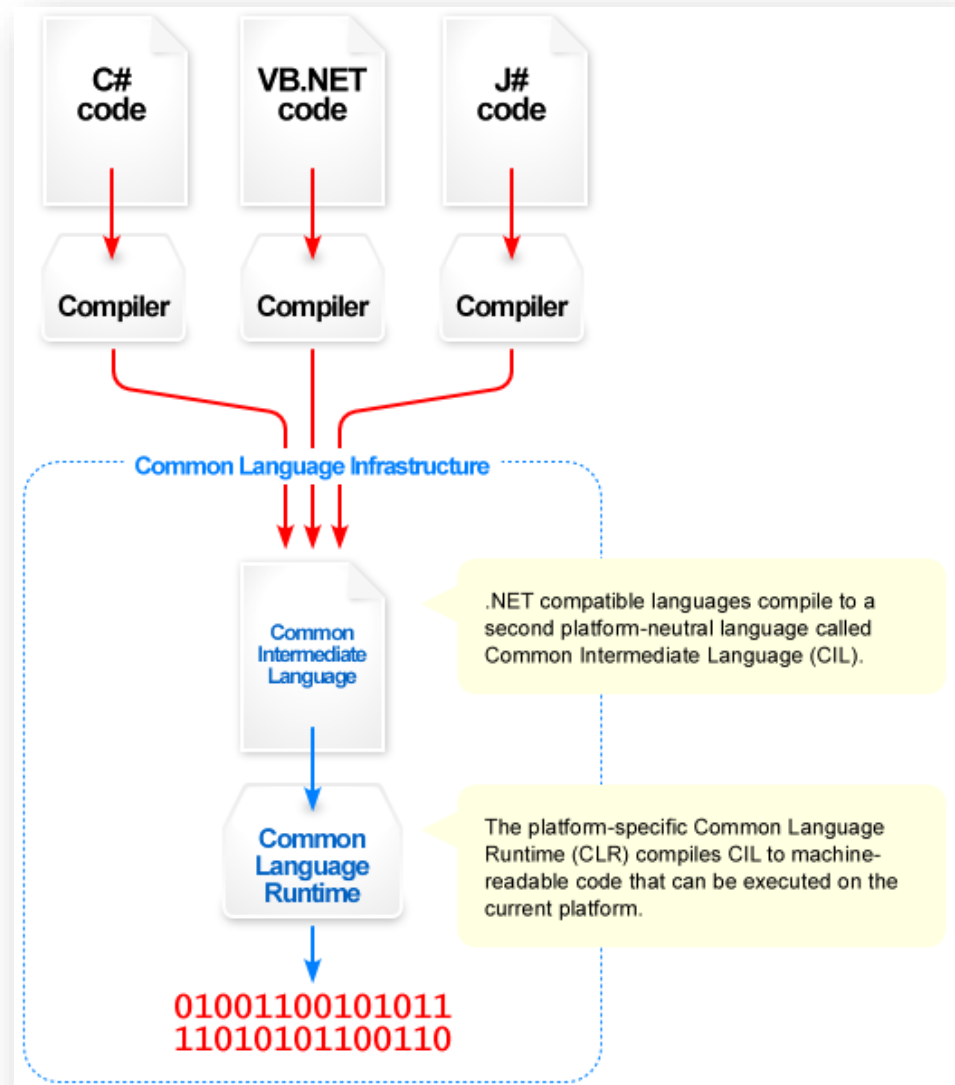 C#
code
VB.NET
code
J#
code
Compiler
Compiler
Compiler
Common Language Infrastructure
Common
Intermediate
Language
.NET compatible languages compile to a
second platform-neutral language called
Common Intermediate Language (CIL).
Common
Language
Runtime
The platform-specific Common Language
Runtime (CLR) compiles CIL to machine-
readable code that can be executed on the
current platform.
01001100101011
11010101100110